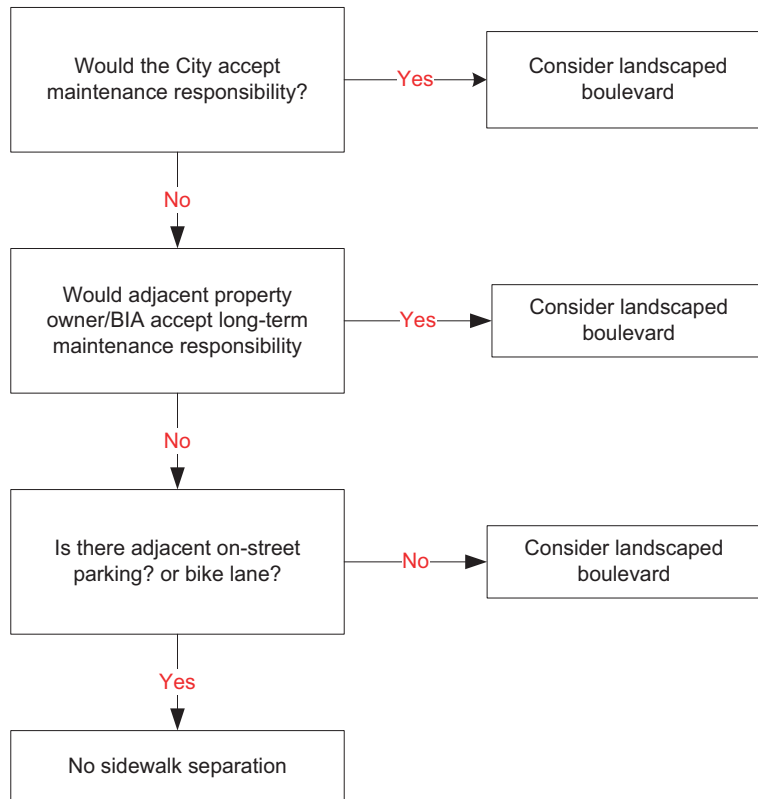 Would the City accept
maintenance responsibility?
Yes
Consider landscaped
boulevard
No
Would adjacent property
owner/BIA accept long-term
maintenance responsibility
Yes
Consider landscaped
boulevard
No
Is there adjacent on-street
parking? or bike lane?
No
Consider landscaped
boulevard
Yes
No sidewalk separation